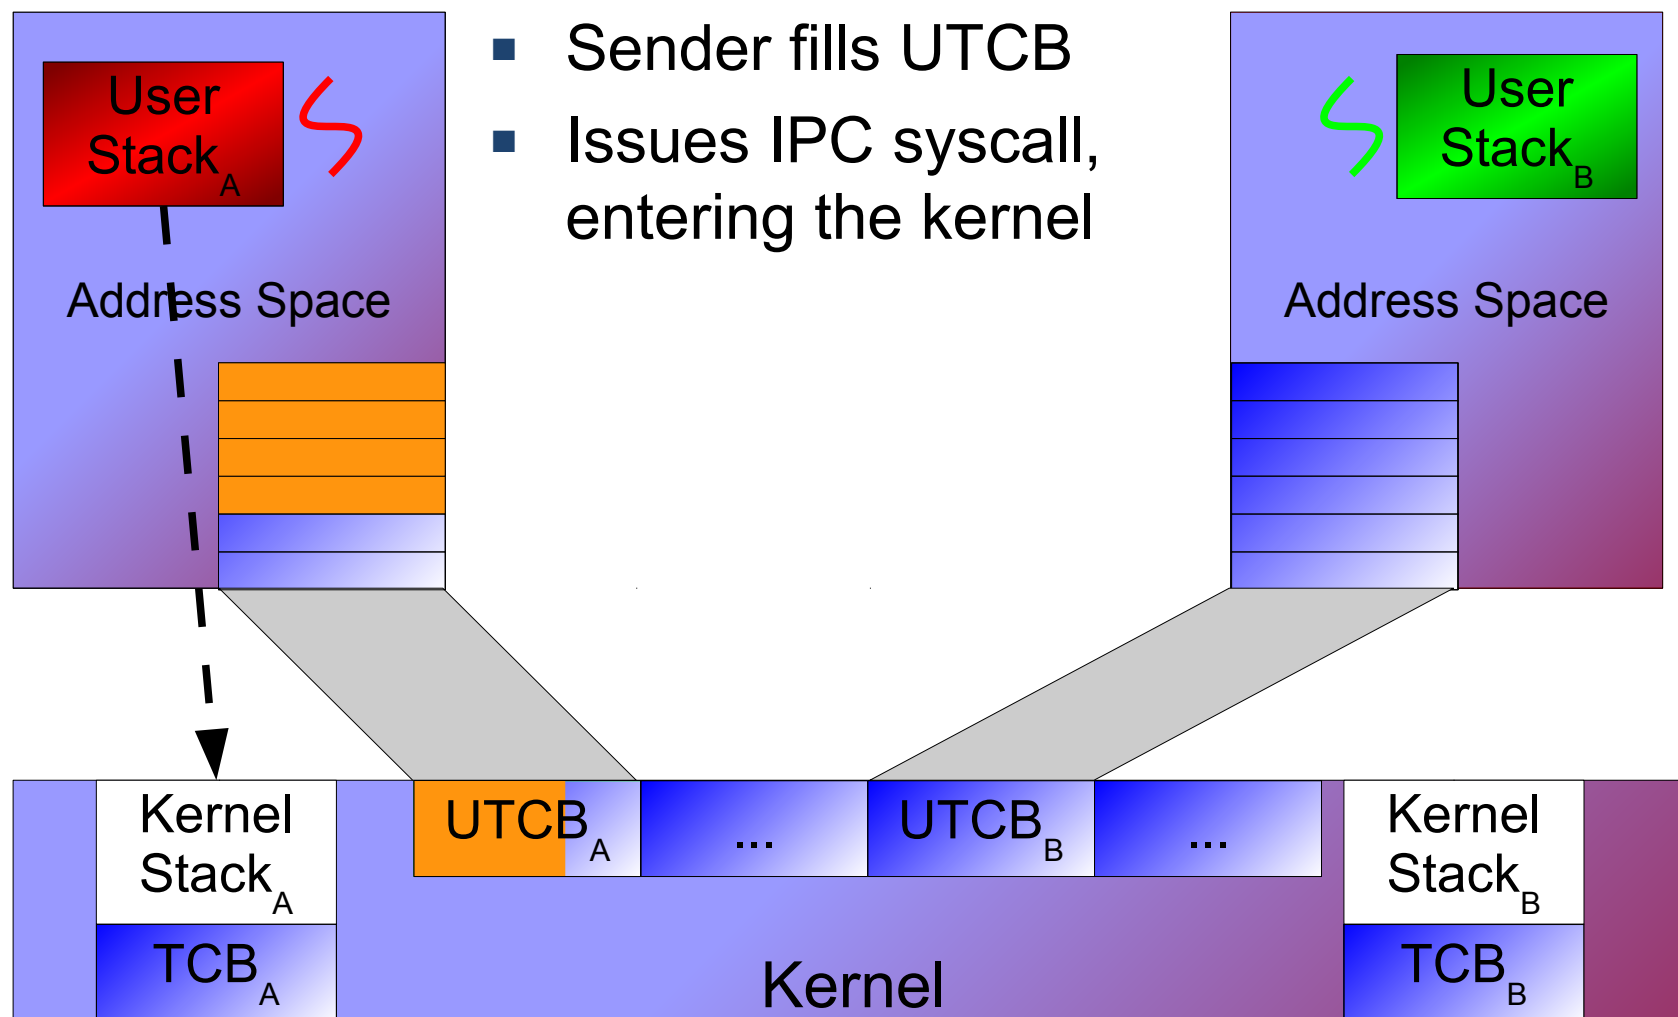 Sender fills UTCB
Issues IPC syscall,
entering the kernel
User
Stack A
Address Space
User
Stack B
Address Space
Kernel
Stack A
TCB A
UTCB A
...
UTCB B
...
Kernel
Stack B
TCB B
Kernel